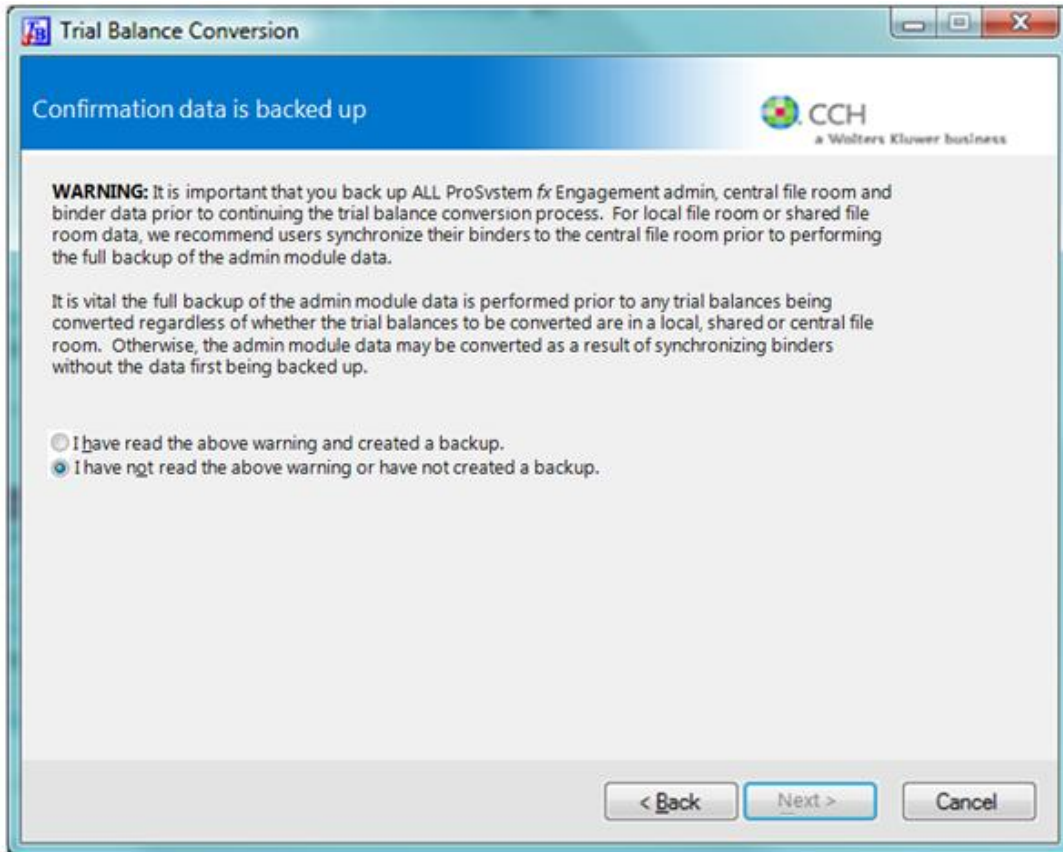 Trial Balance Conversion
Confirmation data is backed up
CCH
a Wolters Kluwer business
WARNING: It is important that you back up ALL ProSystem fx Engagement admin, central file room and
binder data prior to continuing the trial balance conversion process. For local file room or shared file
room data, we recommend users synchronize their binders to the central file room prior to performing
the full backup of the admin module data.
It is vital the full backup of the admin module data is performed prior to any trial balances being
converted regardless of whether the trial balances to be converted are in a local, shared or central file
room. Otherwise, the admin module data may be converted as a result of synchronizing binders
without the data first being backed up.
I have read the above warning and created a backup.
I have not read the above warning or have not created a backup.
< Back Next > Cancel